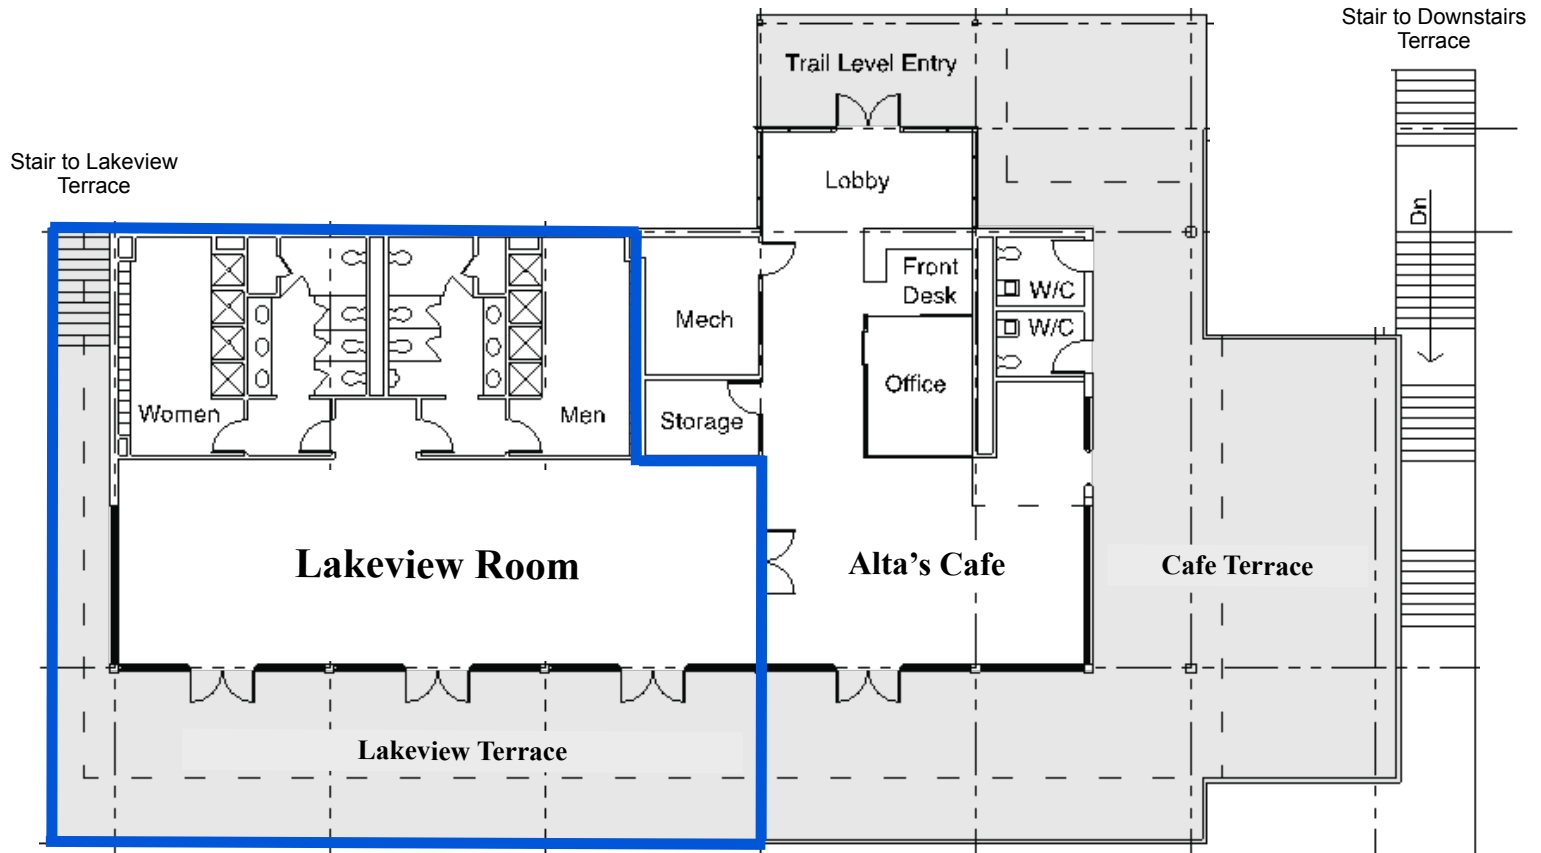 Stair to Downstairs
Terrace
Trail Level Entry
Stair to Lakeview
Terrace
Lobby
Dn
Front
Desk
W/C
Mech
W/C
Office
Women
Men
Storage
Lakeview Room
Alta's Cafe
Cafe Terrace
Lakeview Terrace